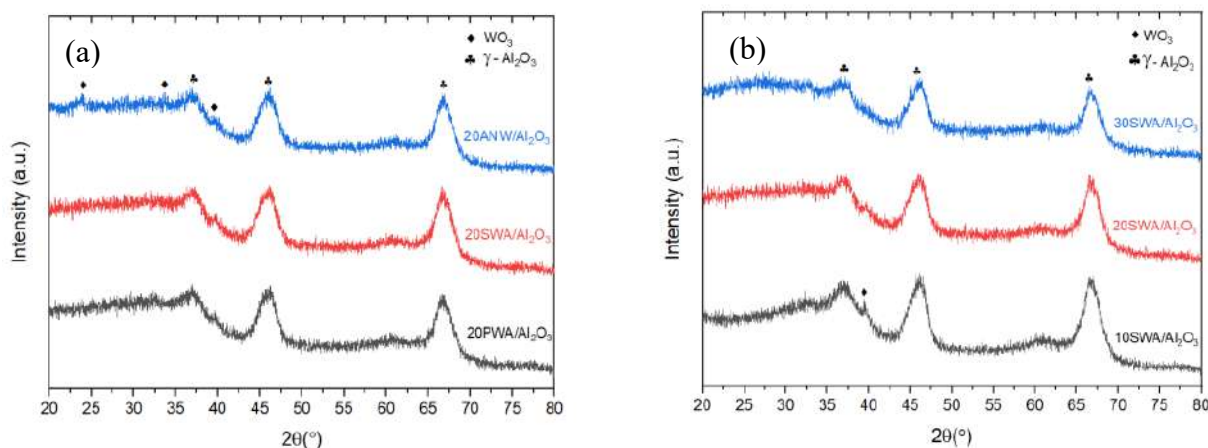 (a)
♦ WO₃
♣ γ - Al₂O₃
20ANW/Al₂O₃
20SWA/Al₂O₃
20PWA/Al₂O₃
Intensity (a.u.)
20 25 30 35 40 45 50 55 60 65 70 75 80
2θ(°)
(b)
♦ WO₃
♣ γ - Al₂O₃
30SWA/Al₂O₃
20SWA/Al₂O₃
10SWA/Al₂O₃
Intensity (a.u.)
20 25 30 35 40 45 50 55 60 65 70 75 80
2θ(°)